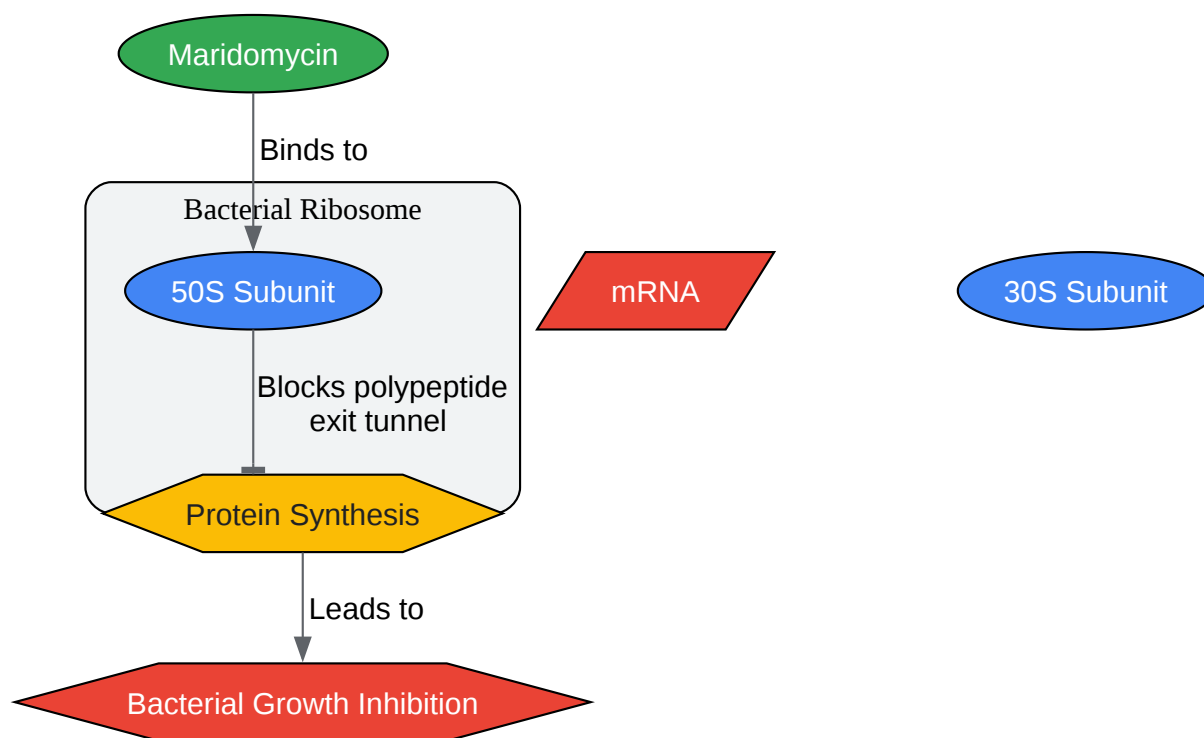 Maridomycin
Binds to
Bacterial Ribosome
50S Subunit
mRNA
30S Subunit
Blocks polypeptide
exit tunnel
Protein Synthesis
Leads to
Bacterial Growth Inhibition